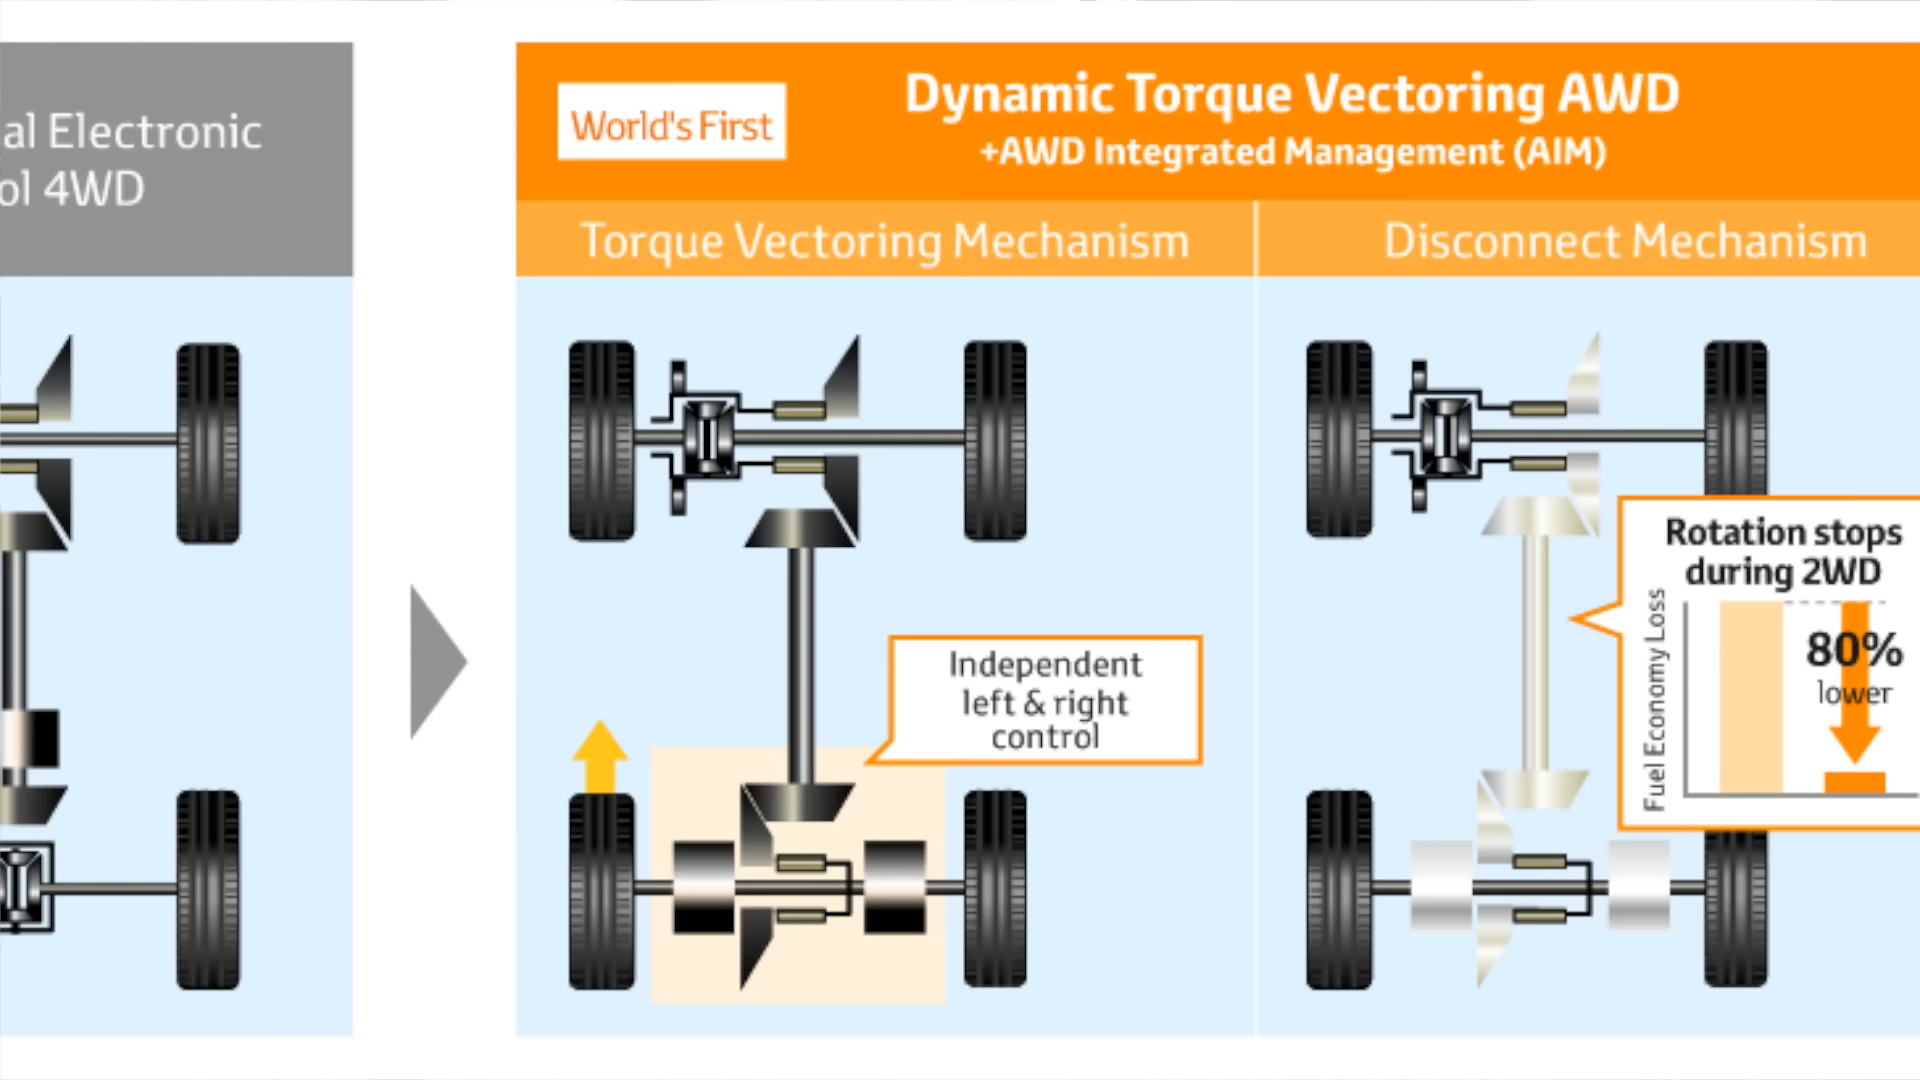 al Electronic
ol 4WD
World's First
Dynamic Torque Vectoring AWD
+AWD Integrated Management (AIM)
Torque Vectoring Mechanism
Disconnect Mechanism
Independent
left & right
control
Rotation stops
during 2WD
Fuel Economy Loss
80%
lower